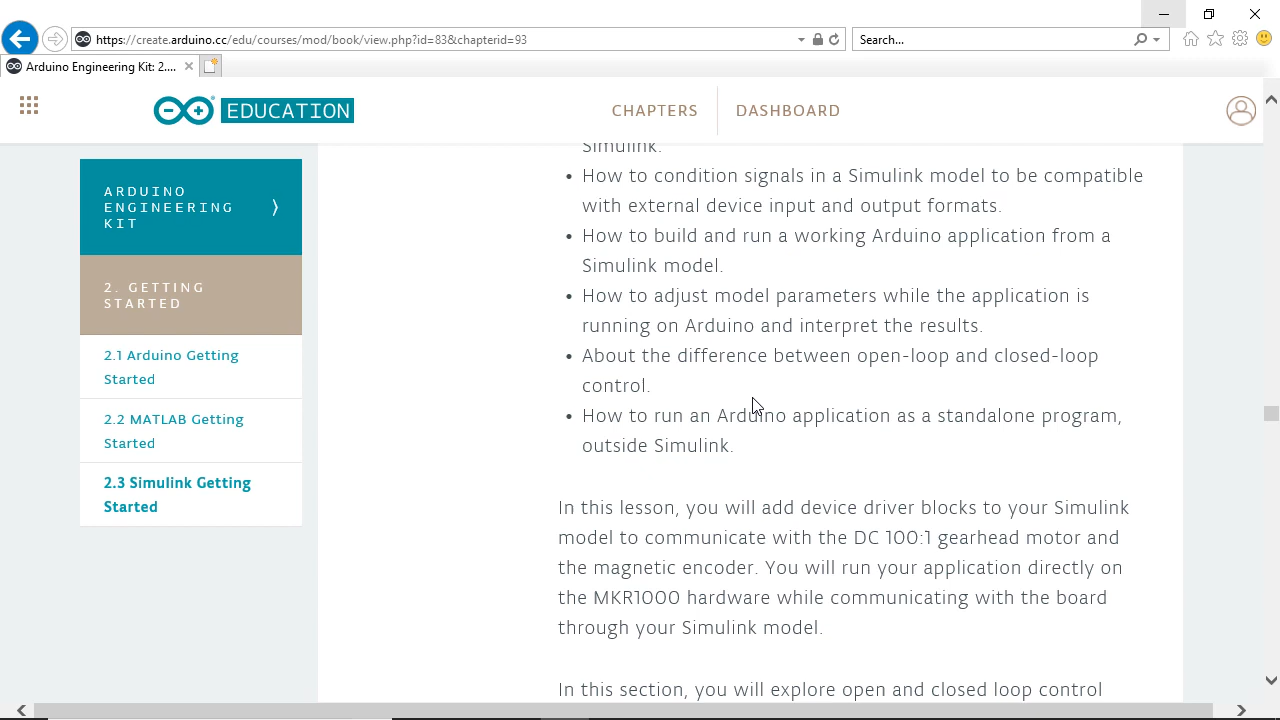 https://create.arduino.cc/edu/courses/mod/book/view.php?id=83&chapterid=93
Search...
Arduino Engineering Kit: 2....
EDUCATION
CHAPTERS
DASHBOARD
ARDUINO
ENGINEERING
KIT
2. GETTING
STARTED
2.1 Arduino Getting
Started
2.2 MATLAB Getting
Started
2.3 Simulink Getting
Started
Simulink.
• How to condition signals in a Simulink model to be compatible
with external device input and output formats.
• How to build and run a working Arduino application from a
Simulink model.
• How to adjust model parameters while the application is
running on Arduino and interpret the results.
• About the difference between open-loop and closed-loop
control.
• How to run an Arduino application as a standalone program,
outside Simulink.
In this lesson, you will add device driver blocks to your Simulink
model to communicate with the DC 100:1 gearhead motor and
the magnetic encoder. You will run your application directly on
the MKR1000 hardware while communicating with the board
through your Simulink model.
In this section, you will explore open and closed loop control